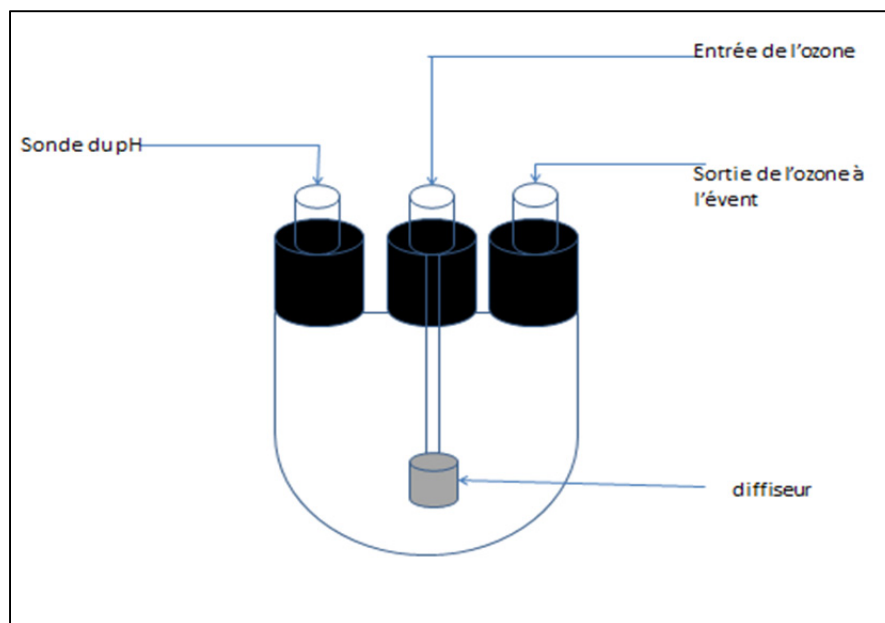 Entrée de l'ozone
Sonde du pH
Sortie de l'ozone à
l'évent
diffiseur